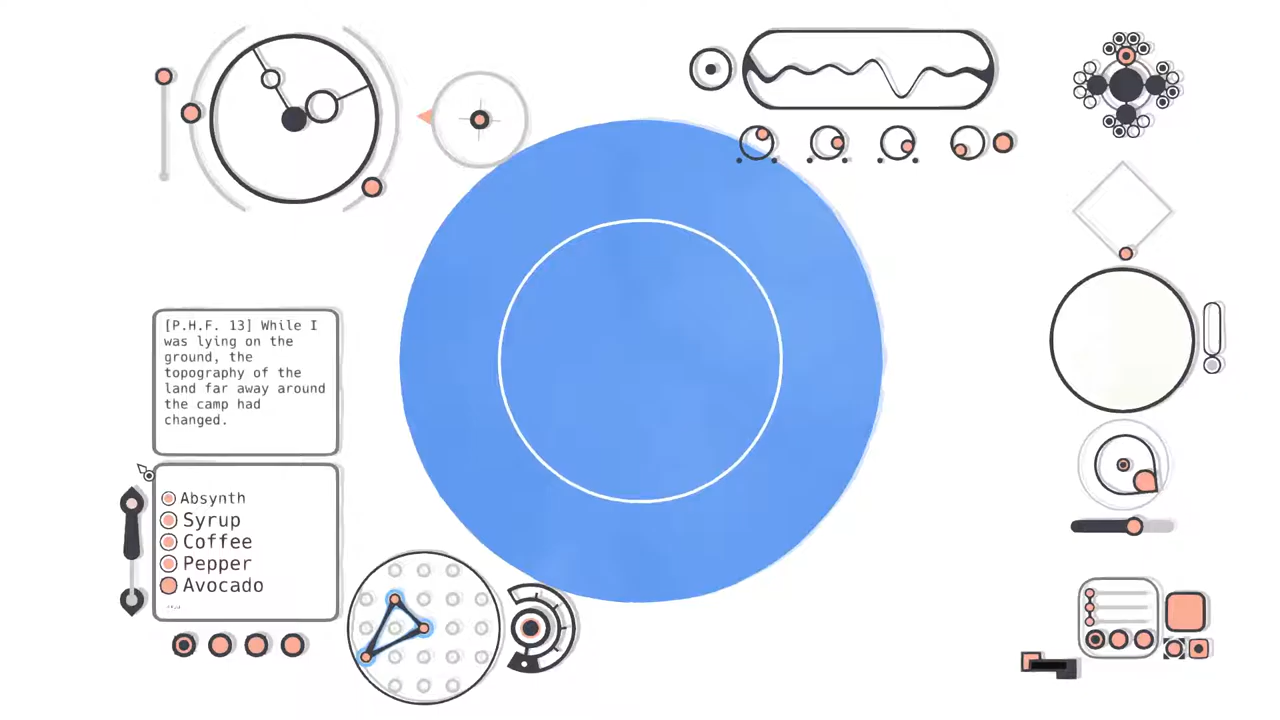 [P.H.F. 13] While I
was lying on the
ground, the
topography of the
land far away around
the camp had
changed.
Absynth
Syrup
Coffee
Pepper
Avocado